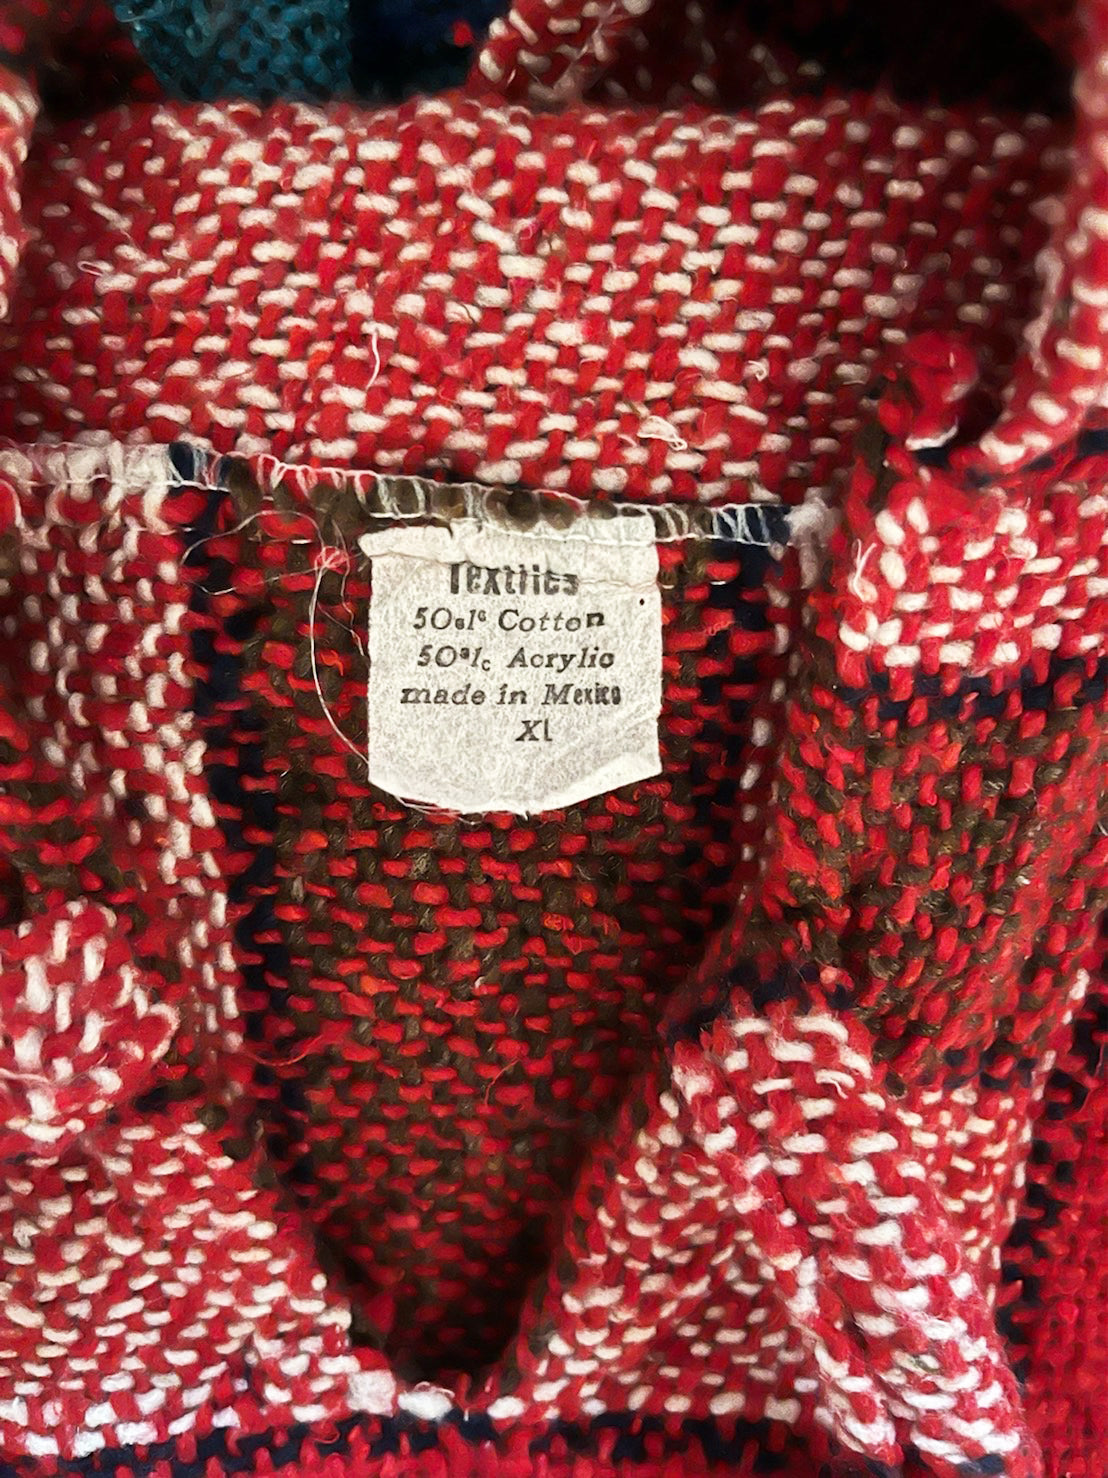 Textiles
50% Cotton
50% Acrylic
made in Mexico
XL